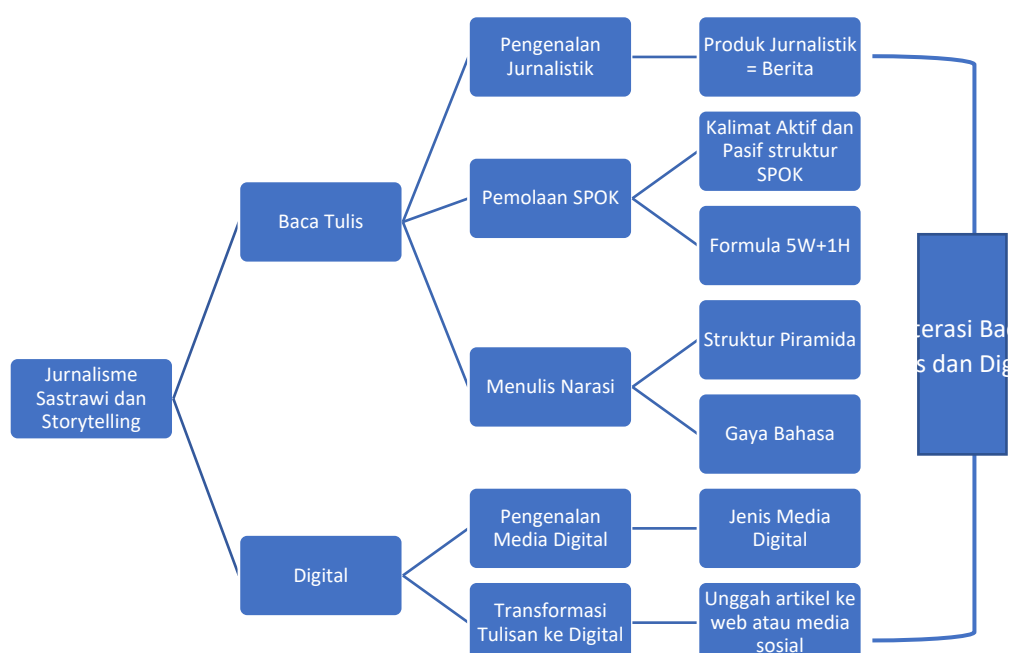 Pengenalan
Jurnalistik
Produk Jurnalistik
= Berita
Kalimat Aktif dan
Pasif struktur
SPOK
Baca Tulis
Pemolaan SPOK
Formula 5W+1H
Struktur Piramida
Jurnalisme
Sastrawi dan
Storytelling
Menulis Narasi
Gaya Bahasa
Pengenalan
Media Digital
Jenis Media
Digital
Digital
Transformasi
Tulisan ke Digital
Unggah artikel ke
web atau media
sosial
dan